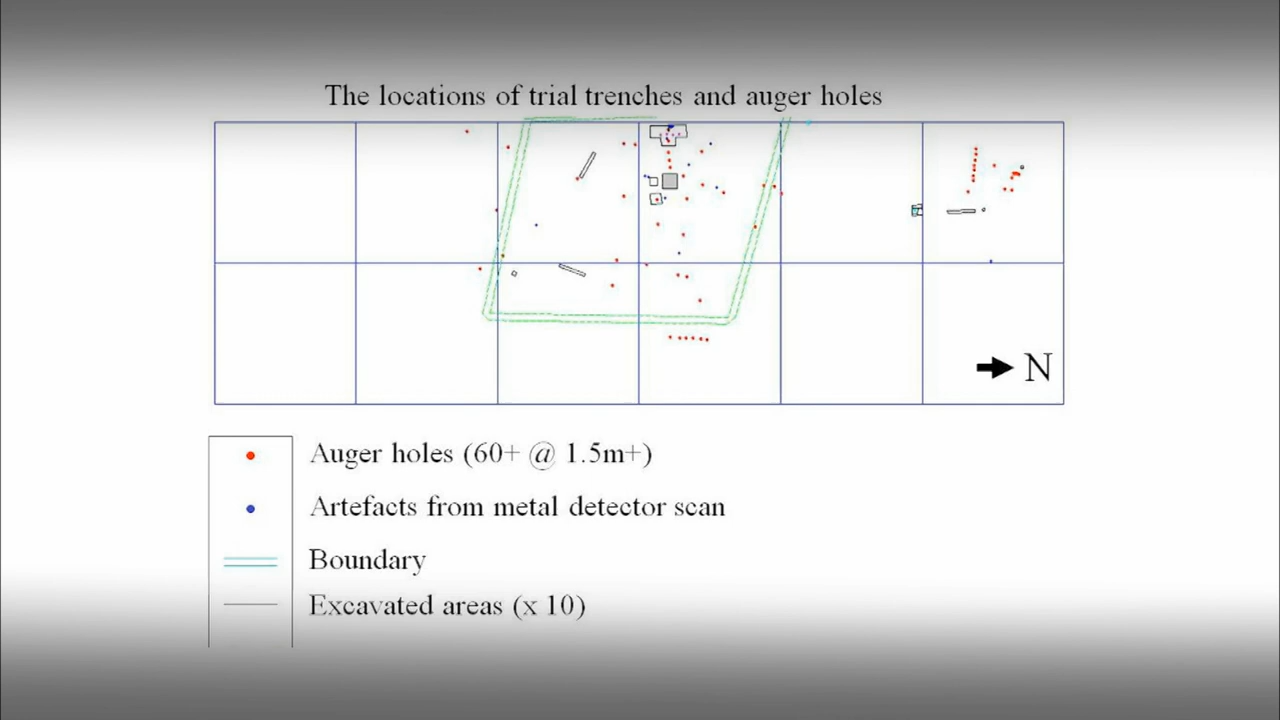 The locations of trial trenches and auger holes
N
Auger holes (60+ @ 1.5m+)
Artefacts from metal detector scan
Boundary
Excavated areas (x 10)